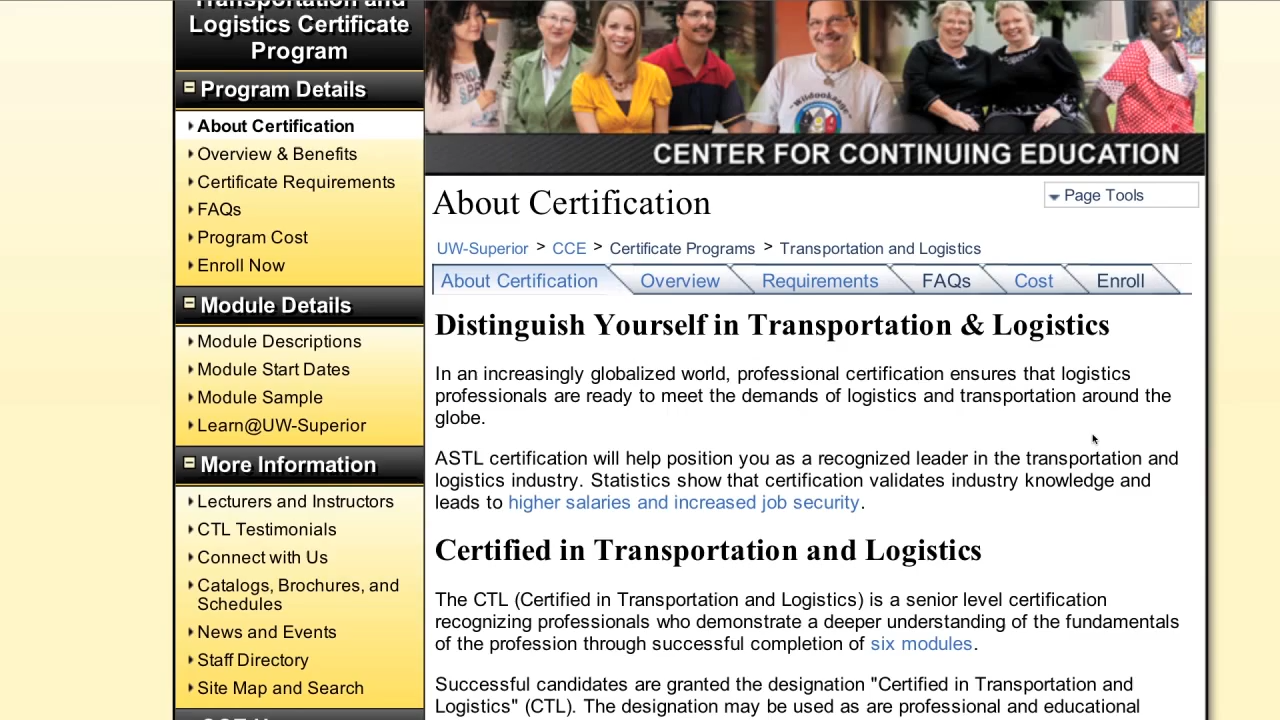 Transportation and
Logistics Certificate
Program
Program Details
About Certification
Overview & Benefits
Certificate Requirements
FAQs
Program Cost
Enroll Now
Module Details
Module Descriptions
Module Start Dates
Module Sample
Learn@UW-Superior
More Information
Lecturers and Instructors
CTL Testimonials
Connect with Us
Catalogs, Brochures, and
Schedules
News and Events
Staff Directory
Site Map and Search
CENTER FOR CONTINUING EDUCATION
About Certification
Page Tools
UW-Superior > CCE > Certificate Programs > Transportation and Logistics
About Certification Overview Requirements FAQs Cost Enroll
Distinguish Yourself in Transportation & Logistics
In an increasingly globalized world, professional certification ensures that logistics
professionals are ready to meet the demands of logistics and transportation around the
globe.
ASTL certification will help position you as a recognized leader in the transportation and
logistics industry. Statistics show that certification validates industry knowledge and
leads to higher salaries and increased job security.
Certified in Transportation and Logistics
The CTL (Certified in Transportation and Logistics) is a senior level certification
recognizing professionals who demonstrate a deeper understanding of the fundamentals
of the profession through successful completion of six modules.
Successful candidates are granted the designation "Certified in Transportation and
Logistics" (CTL). The designation may be used as are professional and educational